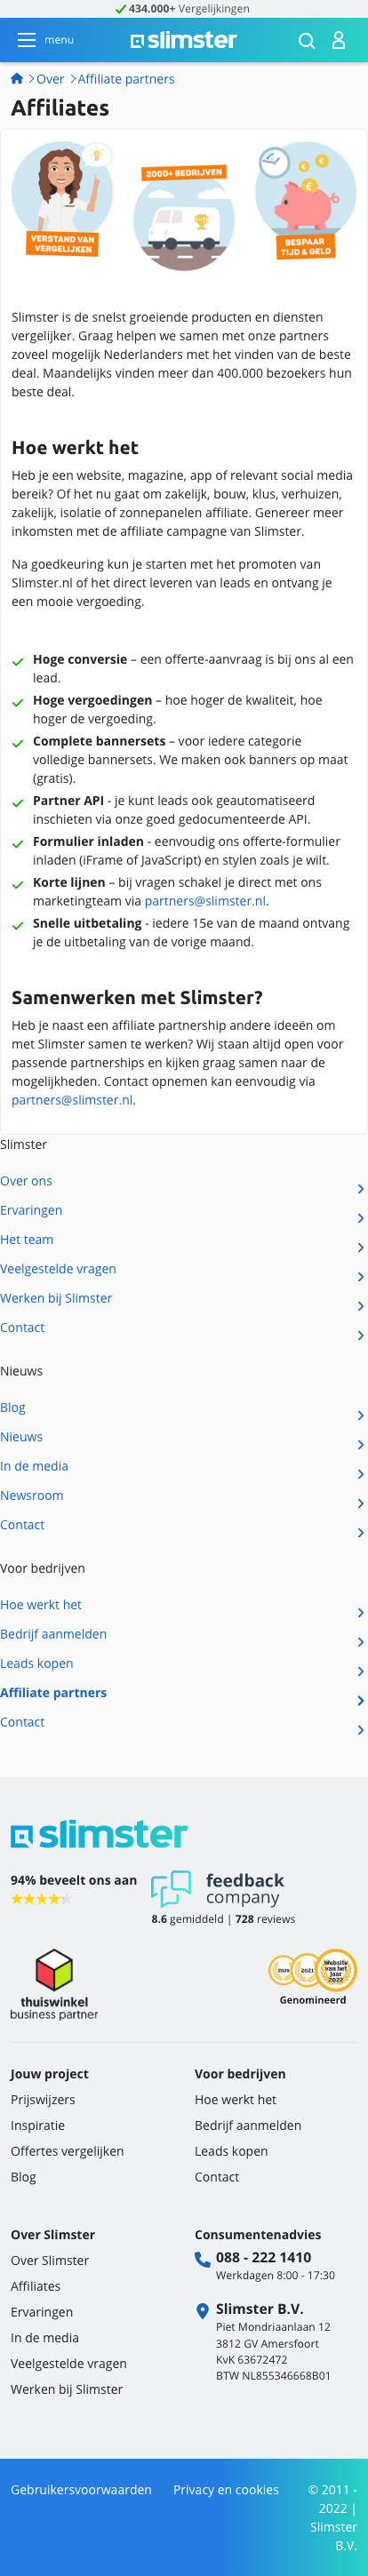 434.000+ Vergelijkingen
menu
slimster
Over
Affiliate partners
Affiliates
VERSTAND VAN
VERGELIJKEN
2000+ BEDRIJVEN
BESPAAR
TIJD & GELD
Slimster is de snelst groeiende producten en diensten
vergelijker. Graag helpen we samen met onze partners
zoveel mogelijk Nederlanders met het vinden van de beste
deal. Maandelijks vinden meer dan 400.000 bezoekers hun
beste deal.
Hoe werkt het
Heb je een website, magazine, app of relevant social media
bereik? Of het nu gaat om zakelijk, bouw, klus, verhuizen,
zakelijk, isolatie of zonnepanelen affiliate. Genereer meer
inkomsten met de affiliate campagne van Slimster.
Na goedkeuring kun je starten met het promoten van
Slimster.nl of het direct leveren van leads en ontvang je
een mooie vergoeding.
Hoge conversie – een offerte-aanvraag is bij ons al een
lead.
Hoge vergoedingen – hoe hoger de kwaliteit, hoe
hoger de vergoeding.
Complete bannersets – voor iedere categorie
volledige bannersets. We maken ook banners op maat
(gratis).
Partner API - je kunt leads ook geautomatiseerd
inschieten via onze goed gedocumenteerde API.
Formulier inladen - eenvoudig ons offerte-formulier
inladen (iFrame of JavaScript) en stylen zoals je wilt.
Korte lijnen – bij vragen schakel je direct met ons
marketingteam via partners@slimster.nl.
Snelle uitbetaling - iedere 15e van de maand ontvang
je de uitbetaling van de vorige maand.
Samenwerken met Slimster?
Heb je naast een affiliate partnership andere ideeën om
met Slimster samen te werken? Wij staan altijd open voor
passende partnerships en kijken graag samen naar de
mogelijkheden. Contact opnemen kan eenvoudig via
partners@slimster.nl.
Slimster
Over ons
Ervaringen
Het team
Veelgestelde vragen
Werken bij Slimster
Contact
Nieuws
Blog
Nieuws
In de media
Newsroom
Contact
Voor bedrijven
Hoe werkt het
Bedrijf aanmelden
Leads kopen
Affiliate partners
Contact
slimster
94% beveelt ons aan
feedback
company
8.6 gemiddeld | 728 reviews
thuiswinkel
business partner
2020
2021
Website
van het
Jaar
2022
Genomineerd
Jouw project
Prijswijzers
Inspiratie
Offertes vergelijken
Blog
Voor bedrijven
Hoe werkt het
Bedrijf aanmelden
Leads kopen
Contact
Over Slimster
Over Slimster
Affiliates
Ervaringen
In de media
Veelgestelde vragen
Werken bij Slimster
Consumentenadvies
088 - 222 1410
Werkdagen 8:00 - 17:30
Slimster B.V.
Piet Mondriaanlaan 12
3812 GV Amersfoort
KvK 63672472
BTW NL855346668B01
Gebruikersvoorwaarden
Privacy en cookies
© 2011 -
2022 |
Slimster
B.V.